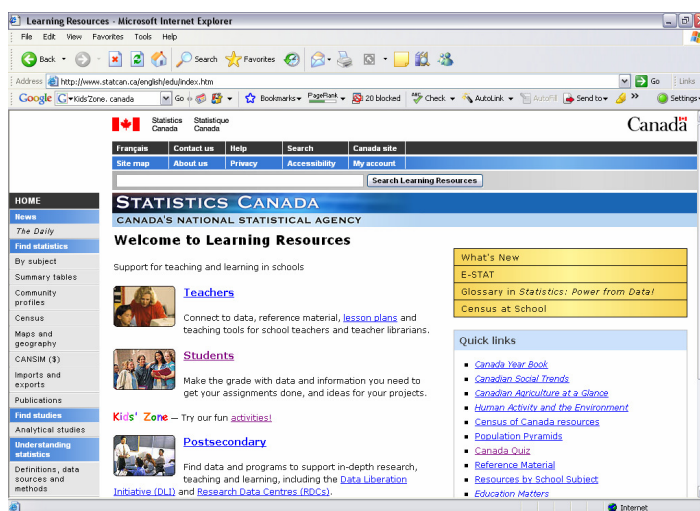 Learning Resources - Microsoft Internet Explorer
File Edit View Favorites Tools Help
Back Search Favorites
Address http://www.statcan.ca/english/edu/index.htm Go Links
Google Kids'Zone. canada Go Bookmarks PageRank 20 blocked Check AutoLink AutoFill Send to Settings
Statistics Canada Statistique Canada
Canada
Français Contact us Help Search Canada site
Site map About us Privacy Accessibility My account
Search Learning Resources
HOME
News
The Daily
Find statistics
By subject
Summary tables
Community profiles
Census
Maps and geography
CANSIM ($)
Imports and exports
Publications
Find studies
Analytical studies
Understanding statistics
Definitions, data sources and methods
STATISTICS CANADA
CANADA'S NATIONAL STATISTICAL AGENCY
Welcome to Learning Resources
Support for teaching and learning in schools
Teachers
Connect to data, reference material, lesson plans and
teaching tools for school teachers and teacher librarians.
Students
Make the grade with data and information you need to
get your assignments done, and ideas for your projects.
Kids' Zone — Try our fun activities!
Postsecondary
Find data and programs to support in-depth research,
teaching and learning, including the Data Liberation
Initiative (DLI) and Research Data Centres (RDCs).
What's New
E-STAT
Glossary in Statistics: Power from Data!
Census at School
Quick links
Canada Year Book
Canadian Social Trends
Canadian Agriculture at a Glance
Human Activity and the Environment
Census of Canada resources
Population Pyramids
Canada Quiz
Reference Material
Resources by School Subject
Education Matters
Internet